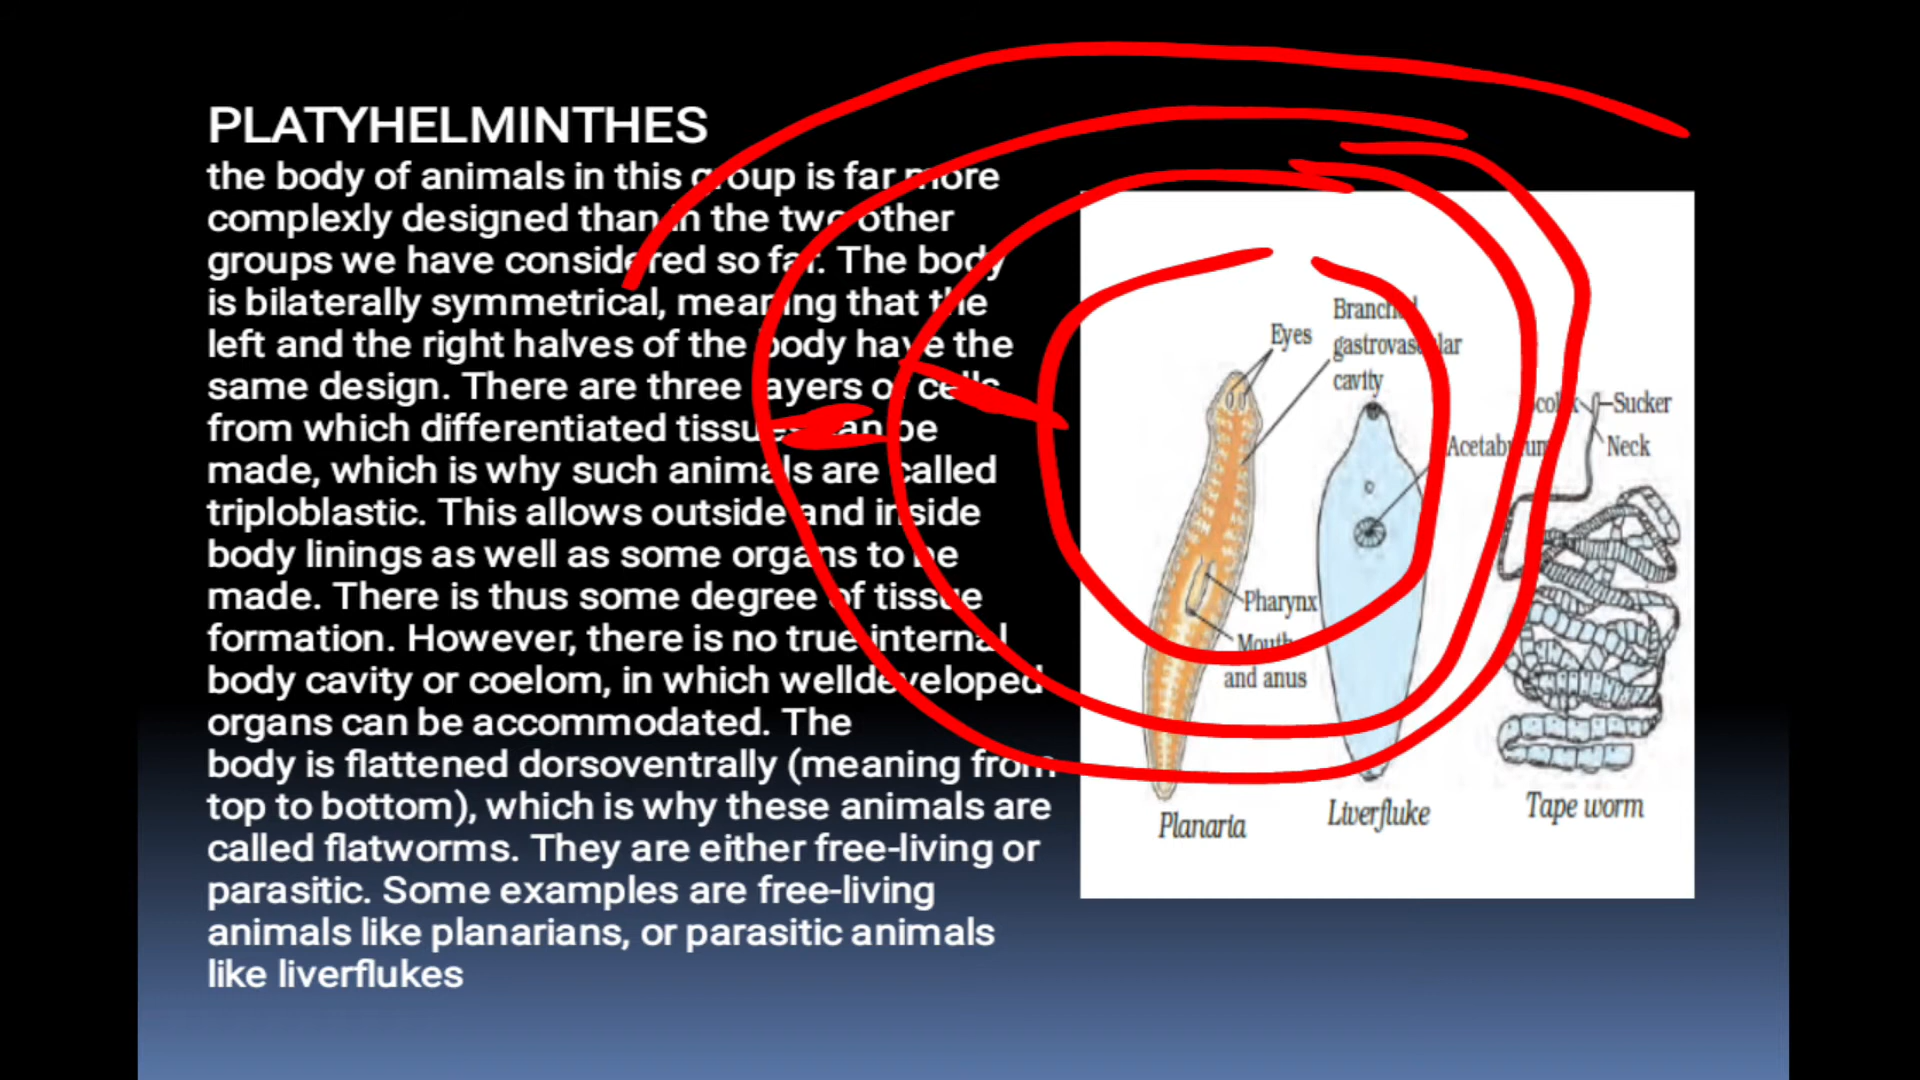 PLATYHELMINTHES
the body of animals in this group is far more
complexly designed than in the two other
groups we have considered so far. The body
is bilaterally symmetrical, meaning that the
left and the right halves of the body have the
same design. There are three layers of cells
from which differentiated tissues can be
made, which is why such animals are called
triploblastic. This allows outside and inside
body linings as well as some organs to be
made. There is thus some degree of tissue
formation. However, there is no true internal
body cavity or coelom, in which welldeveloped
organs can be accommodated. The
body is flattened dorsoventrally (meaning from
top to bottom), which is why these animals are
called flatworms. They are either free-living or
parasitic. Some examples are free-living
animals like planarians, or parasitic animals
like liverflukes
Eyes
Branched
gastrovascular
cavity
Pharynx
Mouth
and anus
Planaria
Acetabulum
Liverfluke
Scolex
Sucker
Neck
Tape worm